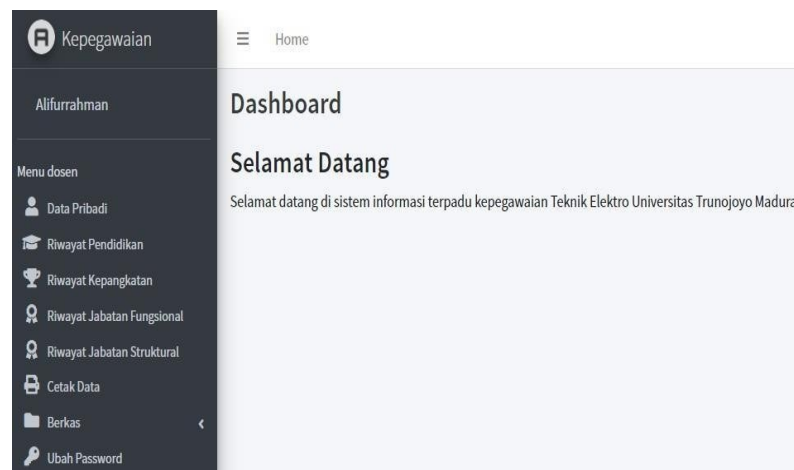 Kepegawaian
Home
Alifurrahman
Menu dosen
Data Pribadi
Riwayat Pendidikan
Riwayat Kepangkatan
Riwayat Jabatan Fungsional
Riwayat Jabatan Struktural
Cetak Data
Berkas
Ubah Password
Dashboard
Selamat Datang
Selamat datang di sistem informasi terpadu kepegawaian Teknik Elektro Universitas Trunojoyo Madura